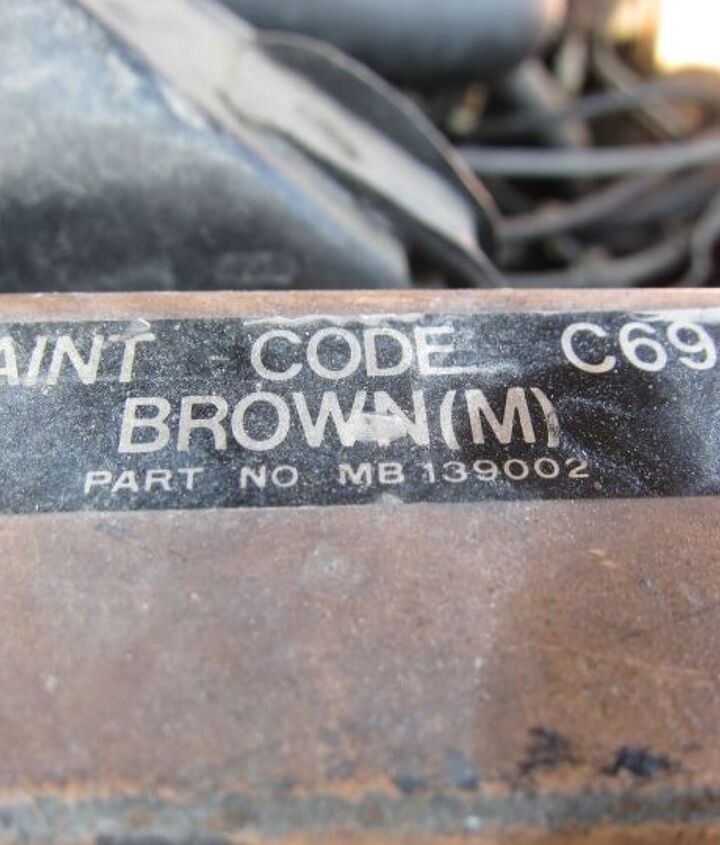 AINT CODE C69
BROWN(M)
PART NO MB139002